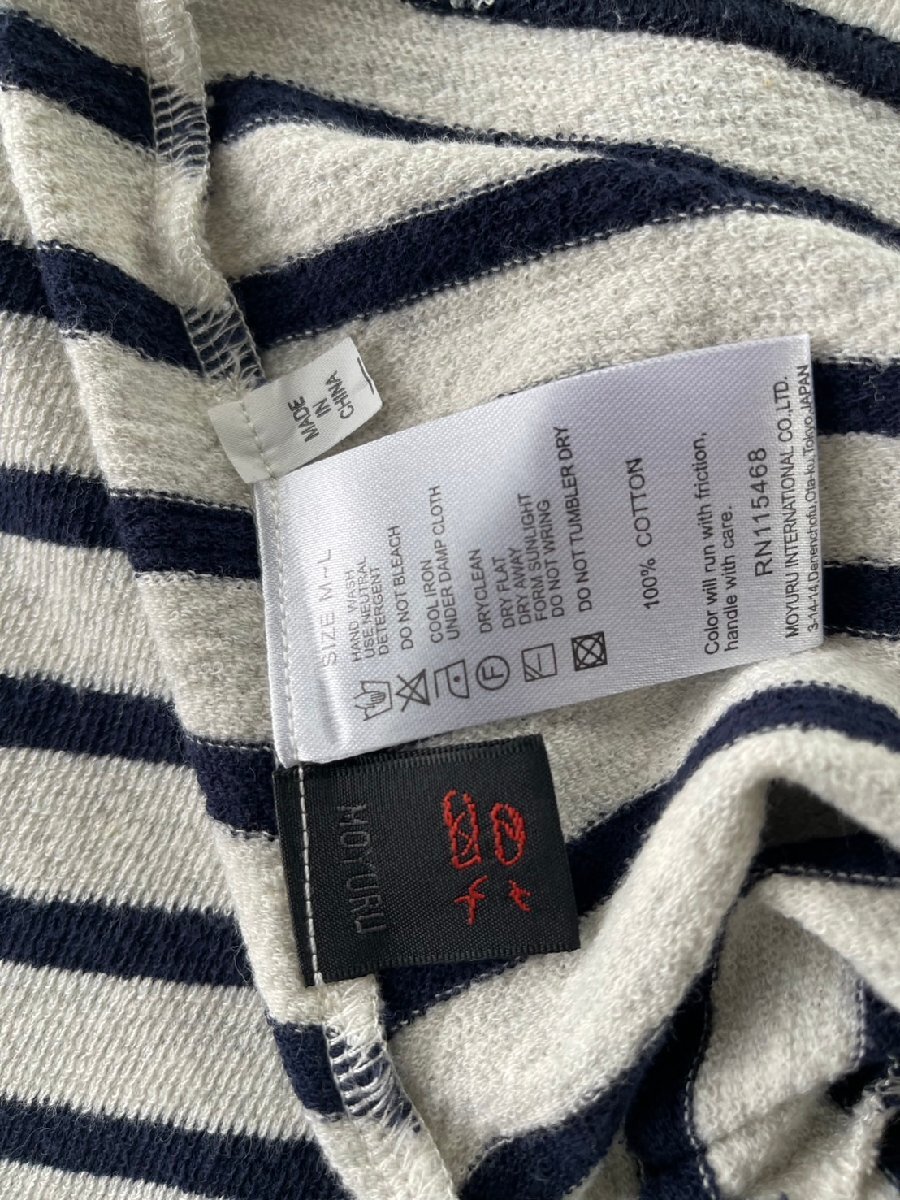 MADE
IN
CHINA
L
SIZE M-L
HAND WASH
USE NEUTRAL
DETERGENT
DO NOT BLEACH
COOL IRON
UNDER DAMP CLOTH
DRYCLEAN
DRY FLAT
DRY AWAY
FORM SUNLIGHT
DO NOT WRING
DO NOT TUMBLER DRY
F
100% COTTON
Color will run with friction,
handle with care.
RN115468
MOYURU INTERNATIONAL CO.,LTD.
3-14-14,Denenchofu,Ota-ku,Tokyo,JAPAN
MOYURU